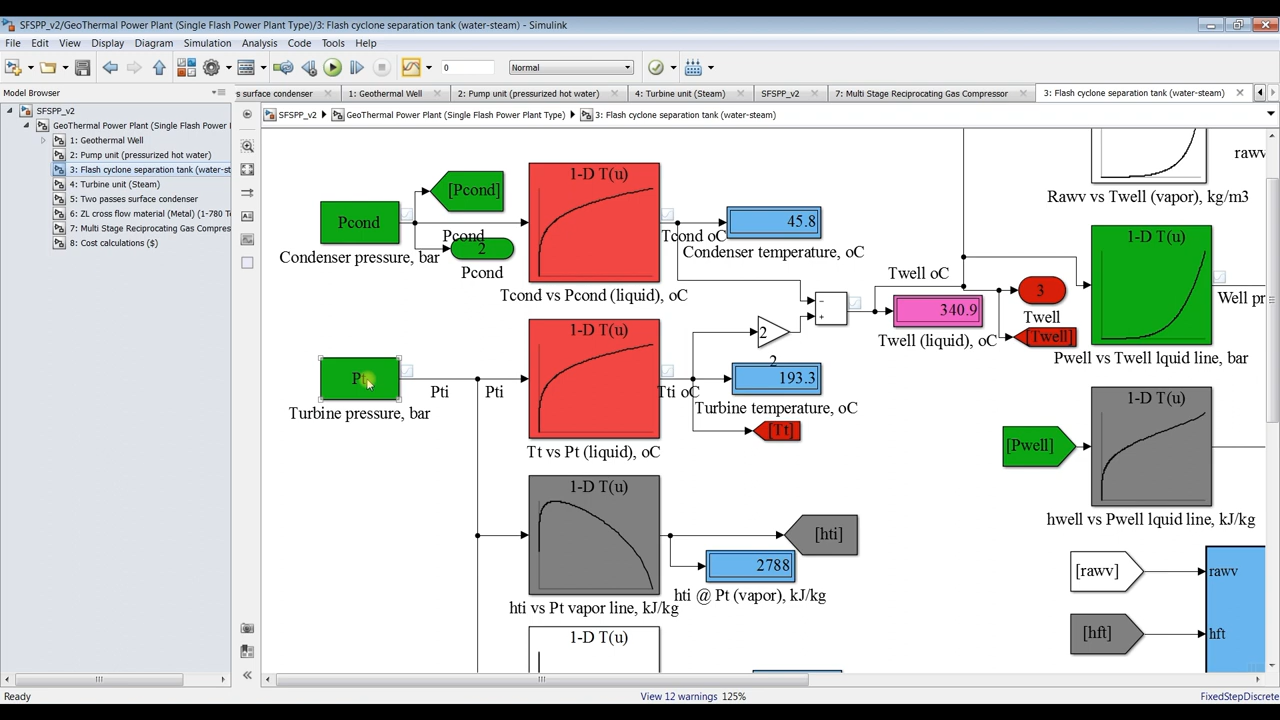 SFSPP_v2/GeoThermal Power Plant (Single Flash Power Plant Type)/3: Flash cyclone separation tank (water-steam) - Simulink
File Edit View Display Diagram Simulation Analysis Code Tools Help
0 Normal
Model Browser
s surface condenser 1: Geothermal Well 2: Pump unit (pressurized hot water) 4: Turbine unit (Steam) SFSPP_v2 7: Multi Stage Reciprocating Gas Compressor 3: Flash cyclone separation tank (water-steam)
SFSPP_v2 GeoThermal Power Plant (Single Flash Power Plant Type) 3: Flash cyclone separation tank (water-steam)
SFSPP_v2
GeoThermal Power Plant (Single Flash Power I
1: Geothermal Well
2: Pump unit (pressurized hot water)
3: Flash cyclone separation tank (water-st
4: Turbine unit (Steam)
5: Two passes surface condenser
6: ZL cross flow material (Metal) (1-780 T
7: Multi Stage Reciprocating Gas Compres
8: Cost calculations ($)
Pcond
Condenser pressure, bar
[Pcond]
Pcond
2
Pcond
1-D T(u)
Tcond vs Pcond (liquid), oC
Tcond oC
45.8
Condenser temperature, oC
Twell oC
340.9
Twell (liquid), oC
3
Twell
[Twell]
raw
Rawv vs Twell (vapor), kg/m3
1-D T(u)
Well pr
Pwell vs Twell lquid line, bar
Turbine pressure, bar
Pti
Pti
1-D T(u)
Tt vs Pt (liquid), oC
Tti oC
2
2
193.3
Turbine temperature, oC
[Tt]
1-D T(u)
hti vs Pt vapor line, kJ/kg
[hti]
2788
hti @ Pt (vapor), kJ/kg
1-D T(u)
[Pwell]
1-D T(u)
hwell vs Pwell lquid line, kJ/kg
[rawv]
rawv
[hft]
hft
Ready View 12 warnings 125% FixedStepDiscrete